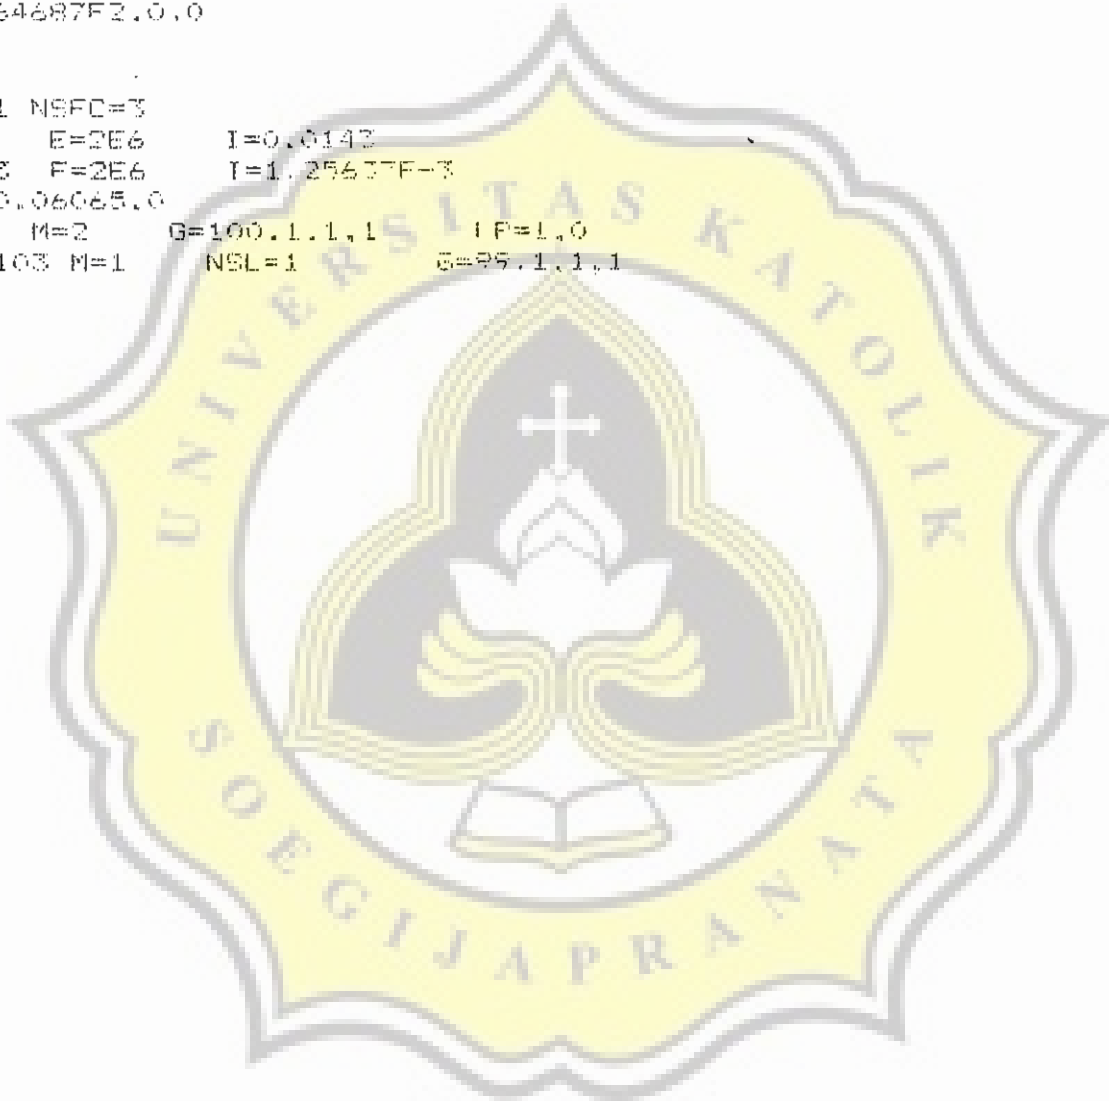 64687E2,0,0
1 NSEC=3
E=2E6 I=0.0143
3 E=2E6 I=1.25637E-3
0.06065,0
M=2 G=100,1,1,1 LP=1,0
103 M=1 NSL=1 G=99,1,1,1
UNIVERSITAS KATOLIK
SOEGIJAPRANATA